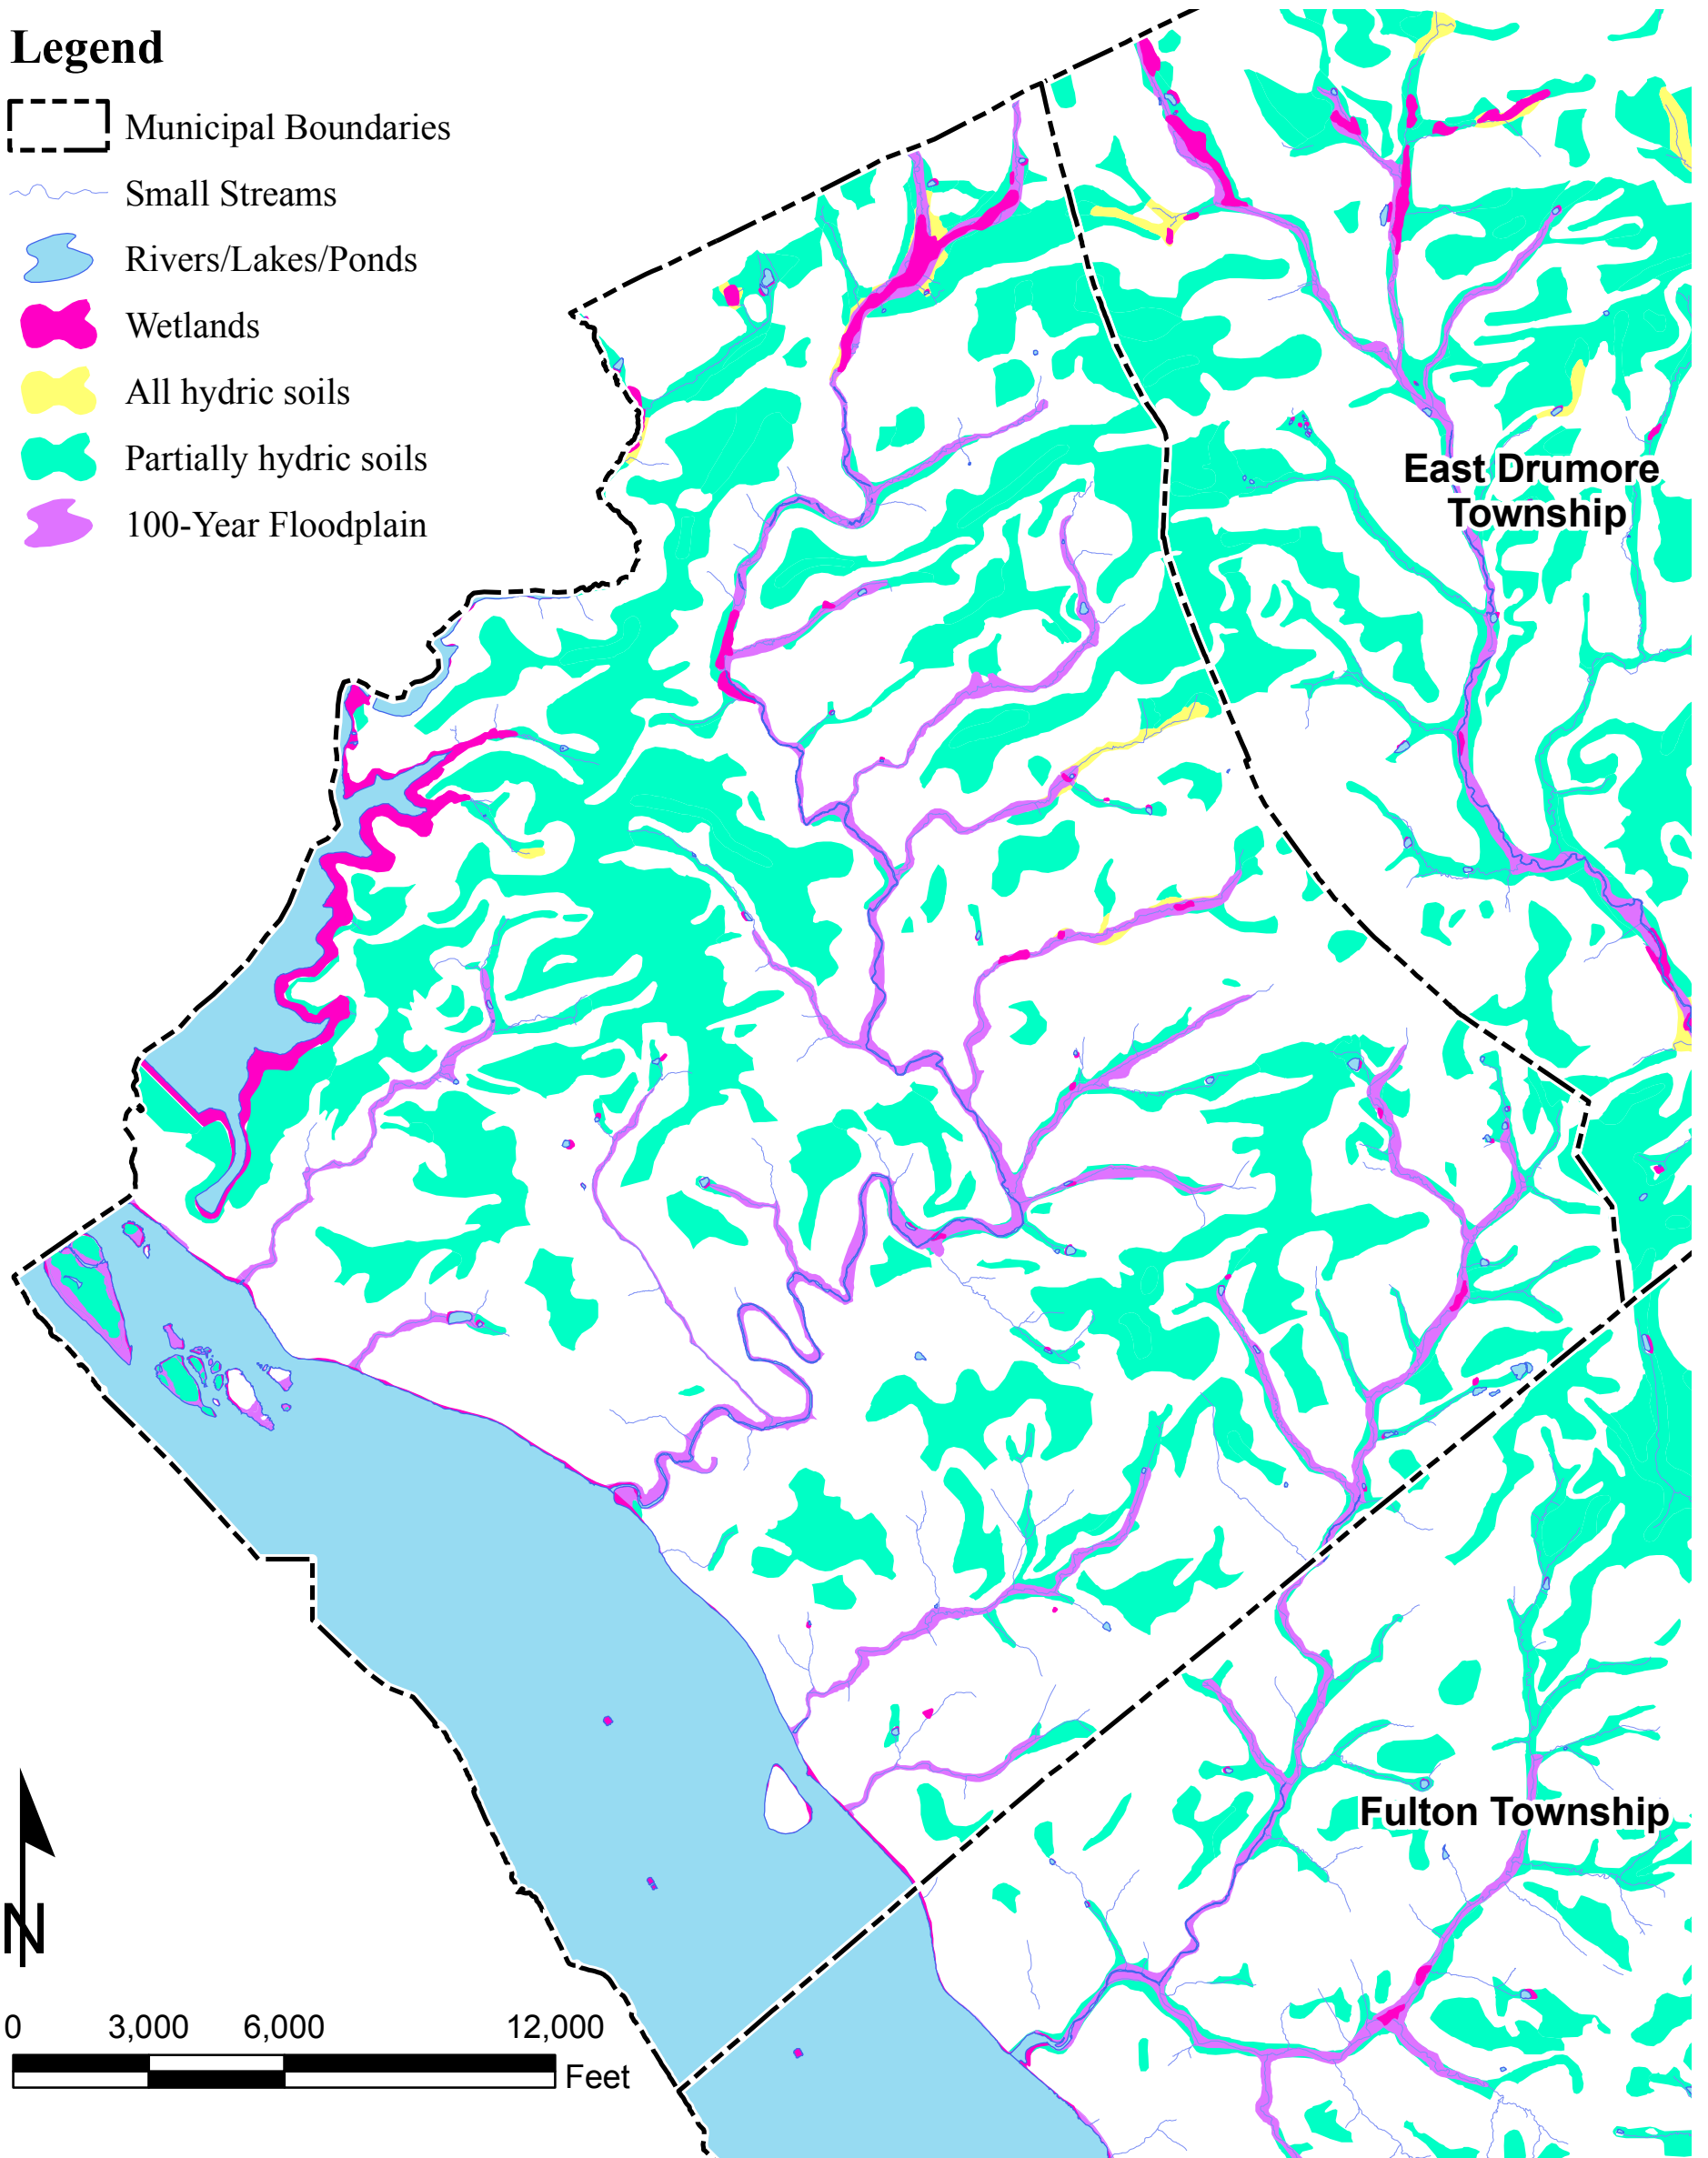 Legend
Municipal Boundaries
Small Streams
Rivers/Lakes/Ponds
Wetlands
All hydric soils
Partially hydric soils
100-Year Floodplain
East Drumore
Township
Fulton Township
N
0 3,000 6,000 12,000
Feet